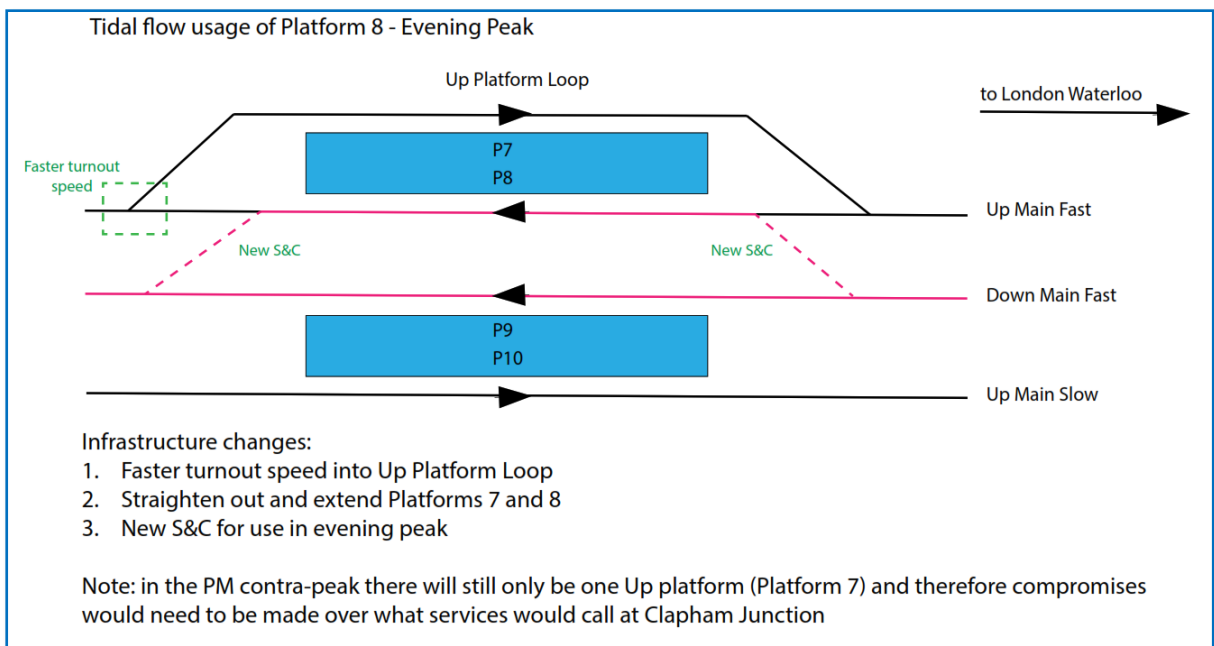 Tidal flow usage of Platform 8 - Evening Peak
Up Platform Loop
to London Waterloo
P7
P8
Faster turnout
speed
Up Main Fast
New S&C
New S&C
Down Main Fast
P9
P10
Up Main Slow
Infrastructure changes:
1. Faster turnout speed into Up Platform Loop
2. Straighten out and extend Platforms 7 and 8
3. New S&C for use in evening peak
Note: in the PM contra-peak there will still only be one Up platform (Platform 7) and therefore compromises
would need to be made over what services would call at Clapham Junction